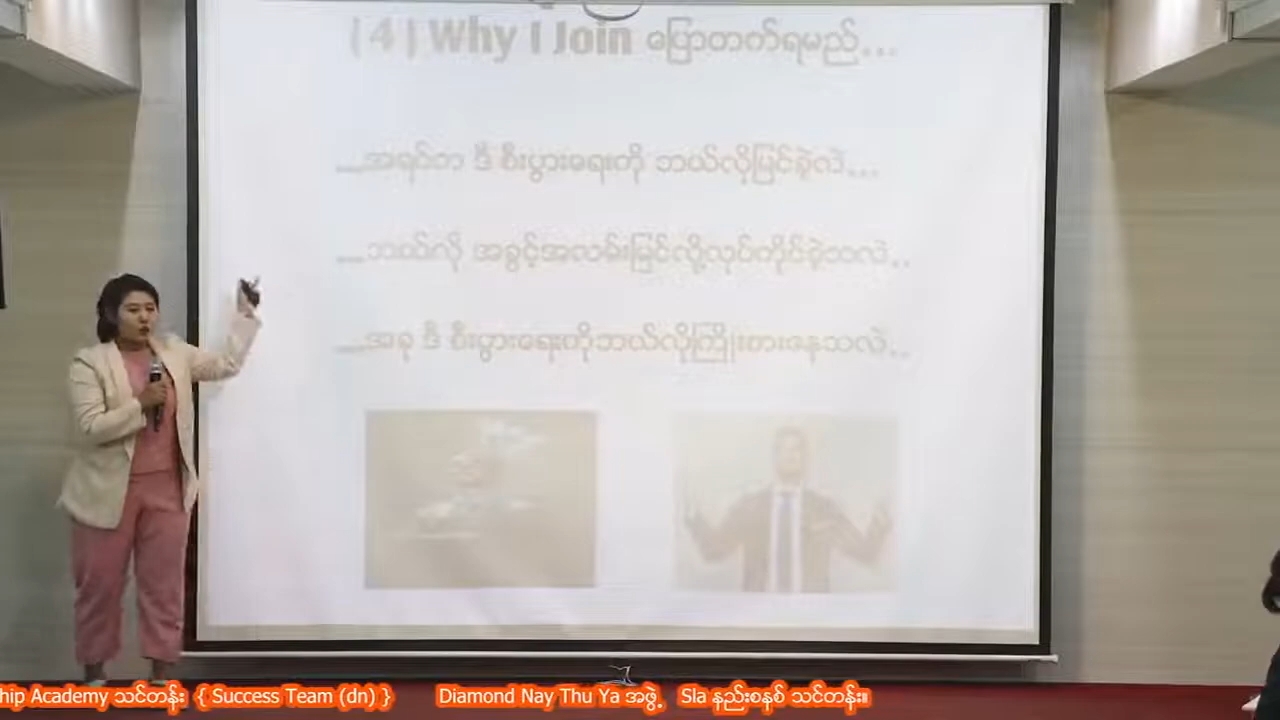 (4) Why I Join ပြောတက်ရမည်...
...အရင်က ဒီ စီးပွားရေးကို ဘယ်လိုမြင်ခဲ့လဲ...
...ဘယ်လို အခွင့်အလမ်းမြင်လို့လုပ်ကိုင်ခဲ့သလဲ..
...အခု ဒီ စီးပွားရေးကိုဘယ်လိုကြိုးစားနေသလဲ..
hip Academy သင်တန်း { Success Team (dn) } Diamond Nay Thu Ya အဖွဲ့ Sla နည်းစနစ် သင်တန်း။